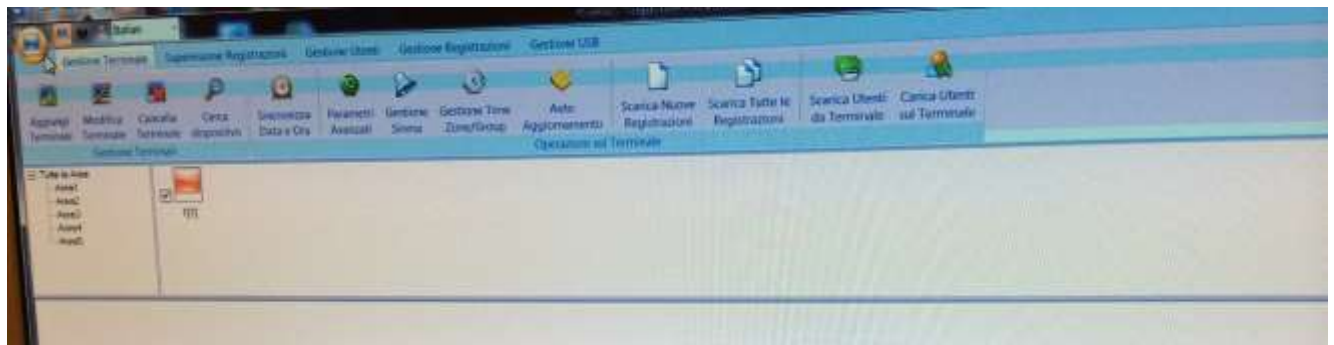 Italian
Gestione Terminale Supervisione Registrazioni Gestione Utenti Gestione Registrazioni Gestione USB
Aggiungi Terminale
Modifica Terminale
Cancella Terminale
Cerca dispositivo
Sincronizza Data e Ora
Parametri Avanzati
Gestione Sirena
Gestione Time Zone/Group
Auto Aggiornamento
Scarica Nuove Registrazioni
Scarica Tutte le Registrazioni
Scarica Utenti da Terminale
Carica Utenti sul Terminale
Gestione Terminali
Operazioni sul Terminale
Tutte le Aree
Area1
Area2
Area3
Area4
Area5